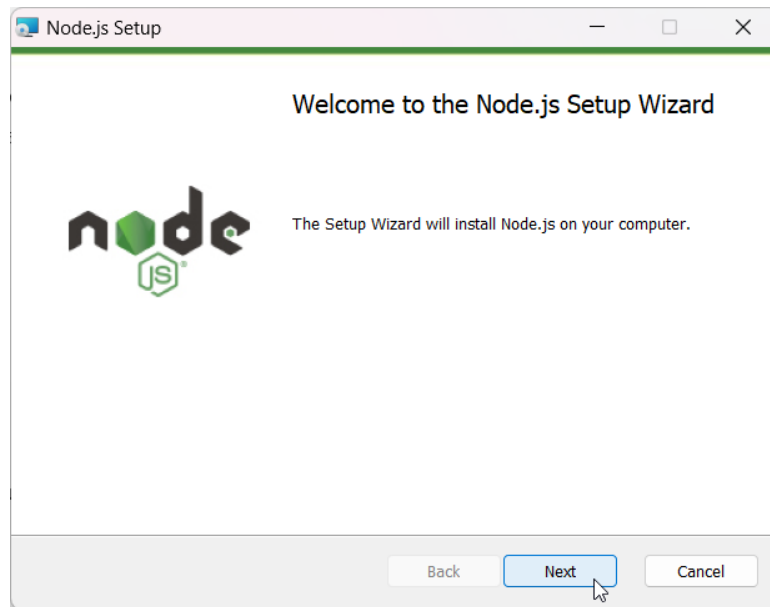 Node.js Setup
Welcome to the Node.js Setup Wizard
node
JS®
The Setup Wizard will install Node.js on your computer.
Back Next Cancel